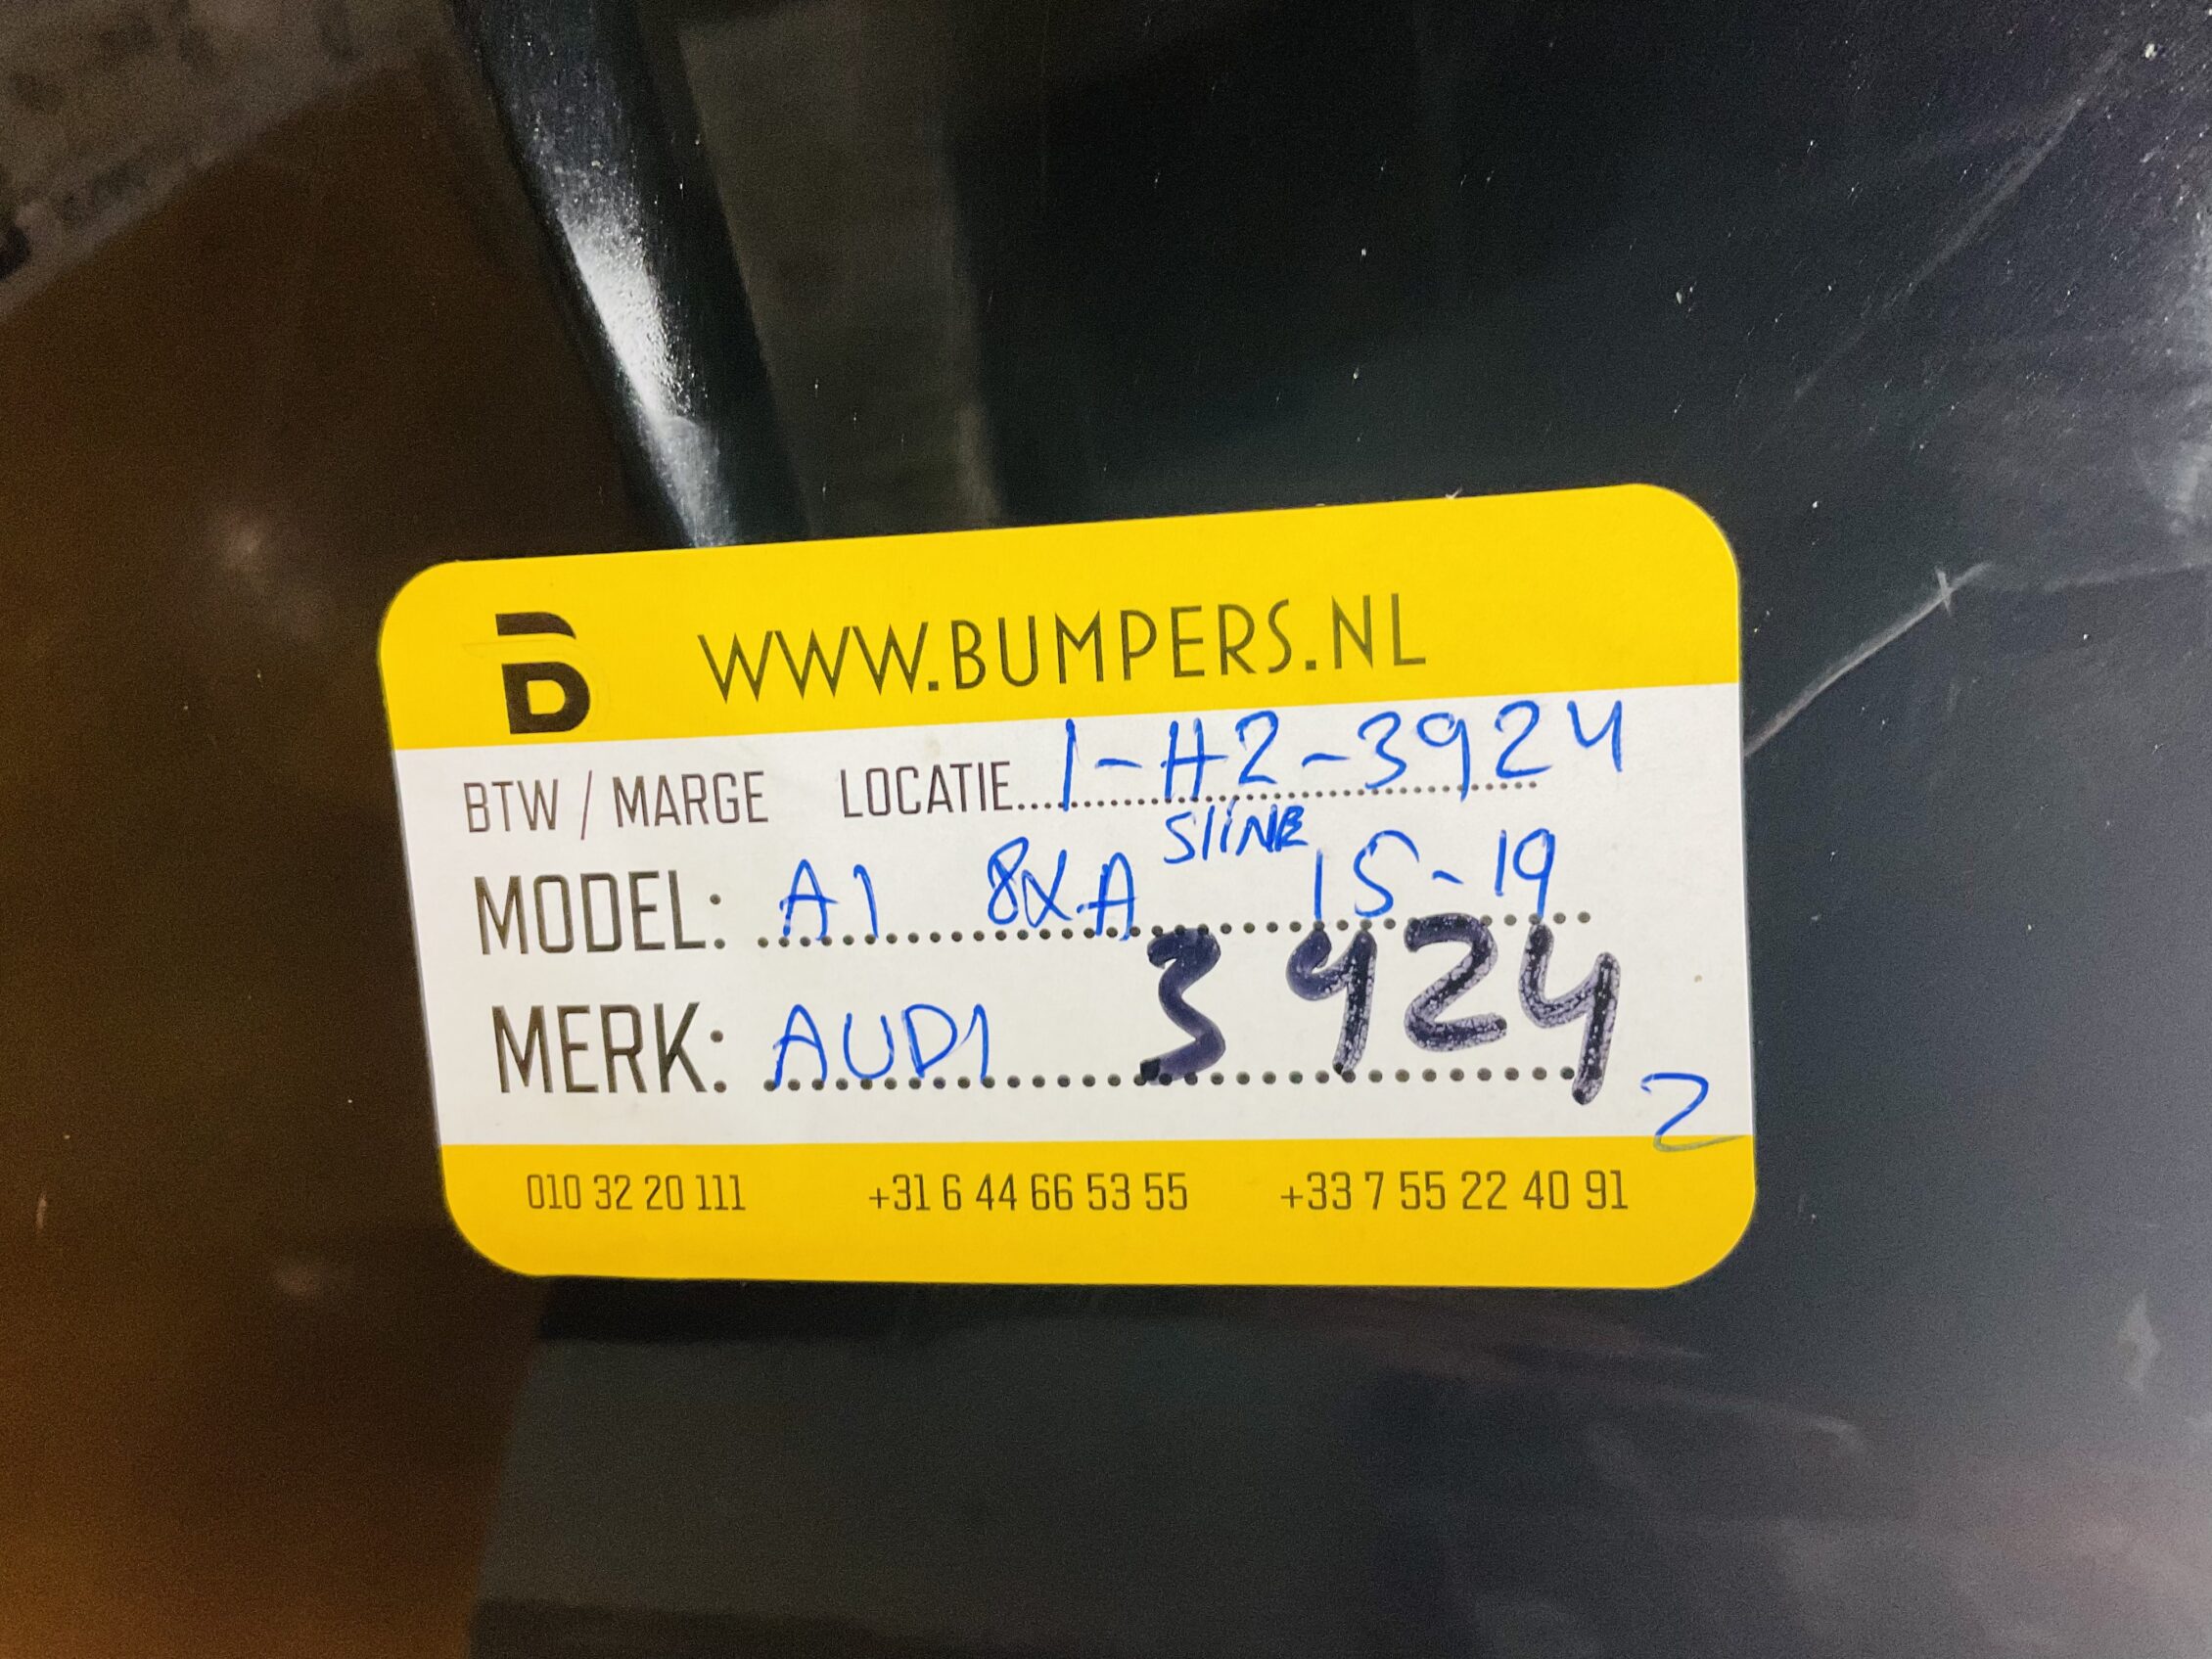 B WWW.BUMPERS.NL
BTW / MARGE LOCATIE 1-H2-3924
SlINE
MODEL: A1 8XA 15-19
MERK: AUDI 3924
2
010 32 20 111 +31 6 44 66 53 55 +33 7 55 22 40 91